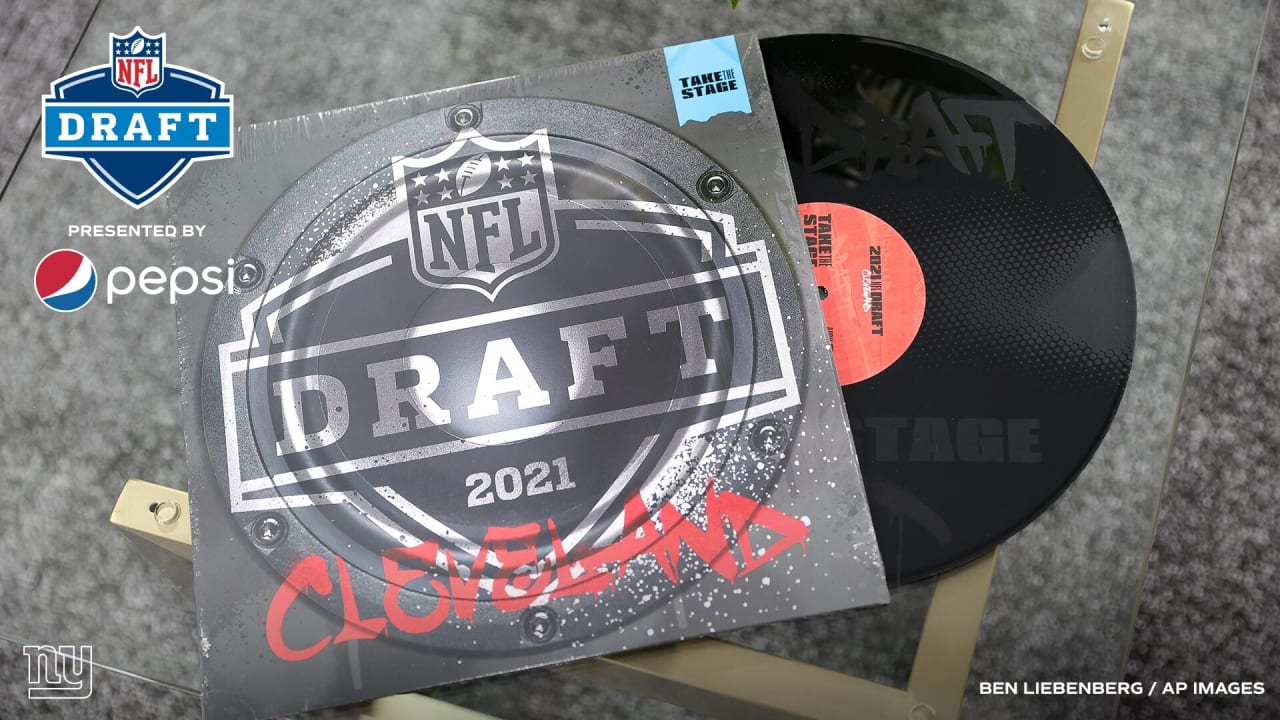 NFL
DRAFT
PRESENTED BY
pepsi
TAKE THE
STAGE
NFL
DRAFT
2021
CLEVELAND
DRAFT
TAKE THE
STAGE
2021 NFL DRAFT
STAGE
ny
BEN LIEBENBERG / AP IMAGES